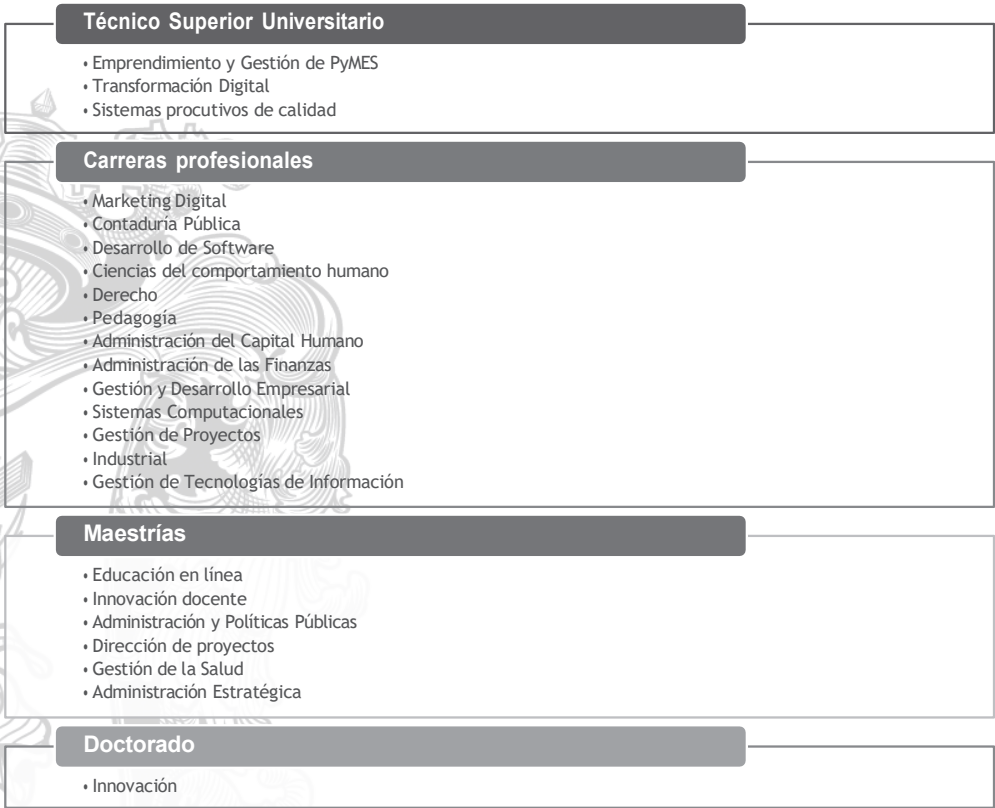 Técnico Superior Universitario
• Emprendimiento y Gestión de PyMES
• Transformación Digital
• Sistemas procutivos de calidad
Carreras profesionales
• Marketing Digital
• Contaduría Pública
• Desarrollo de Software
• Ciencias del comportamiento humano
• Derecho
• Pedagogía
• Administración del Capital Humano
• Administración de las Finanzas
• Gestión y Desarrollo Empresarial
• Sistemas Computacionales
• Gestión de Proyectos
• Industrial
• Gestión de Tecnologías de Información
Maestrías
• Educación en línea
• Innovación docente
• Administración y Políticas Públicas
• Dirección de proyectos
• Gestión de la Salud
• Administración Estratégica
Doctorado
• Innovación